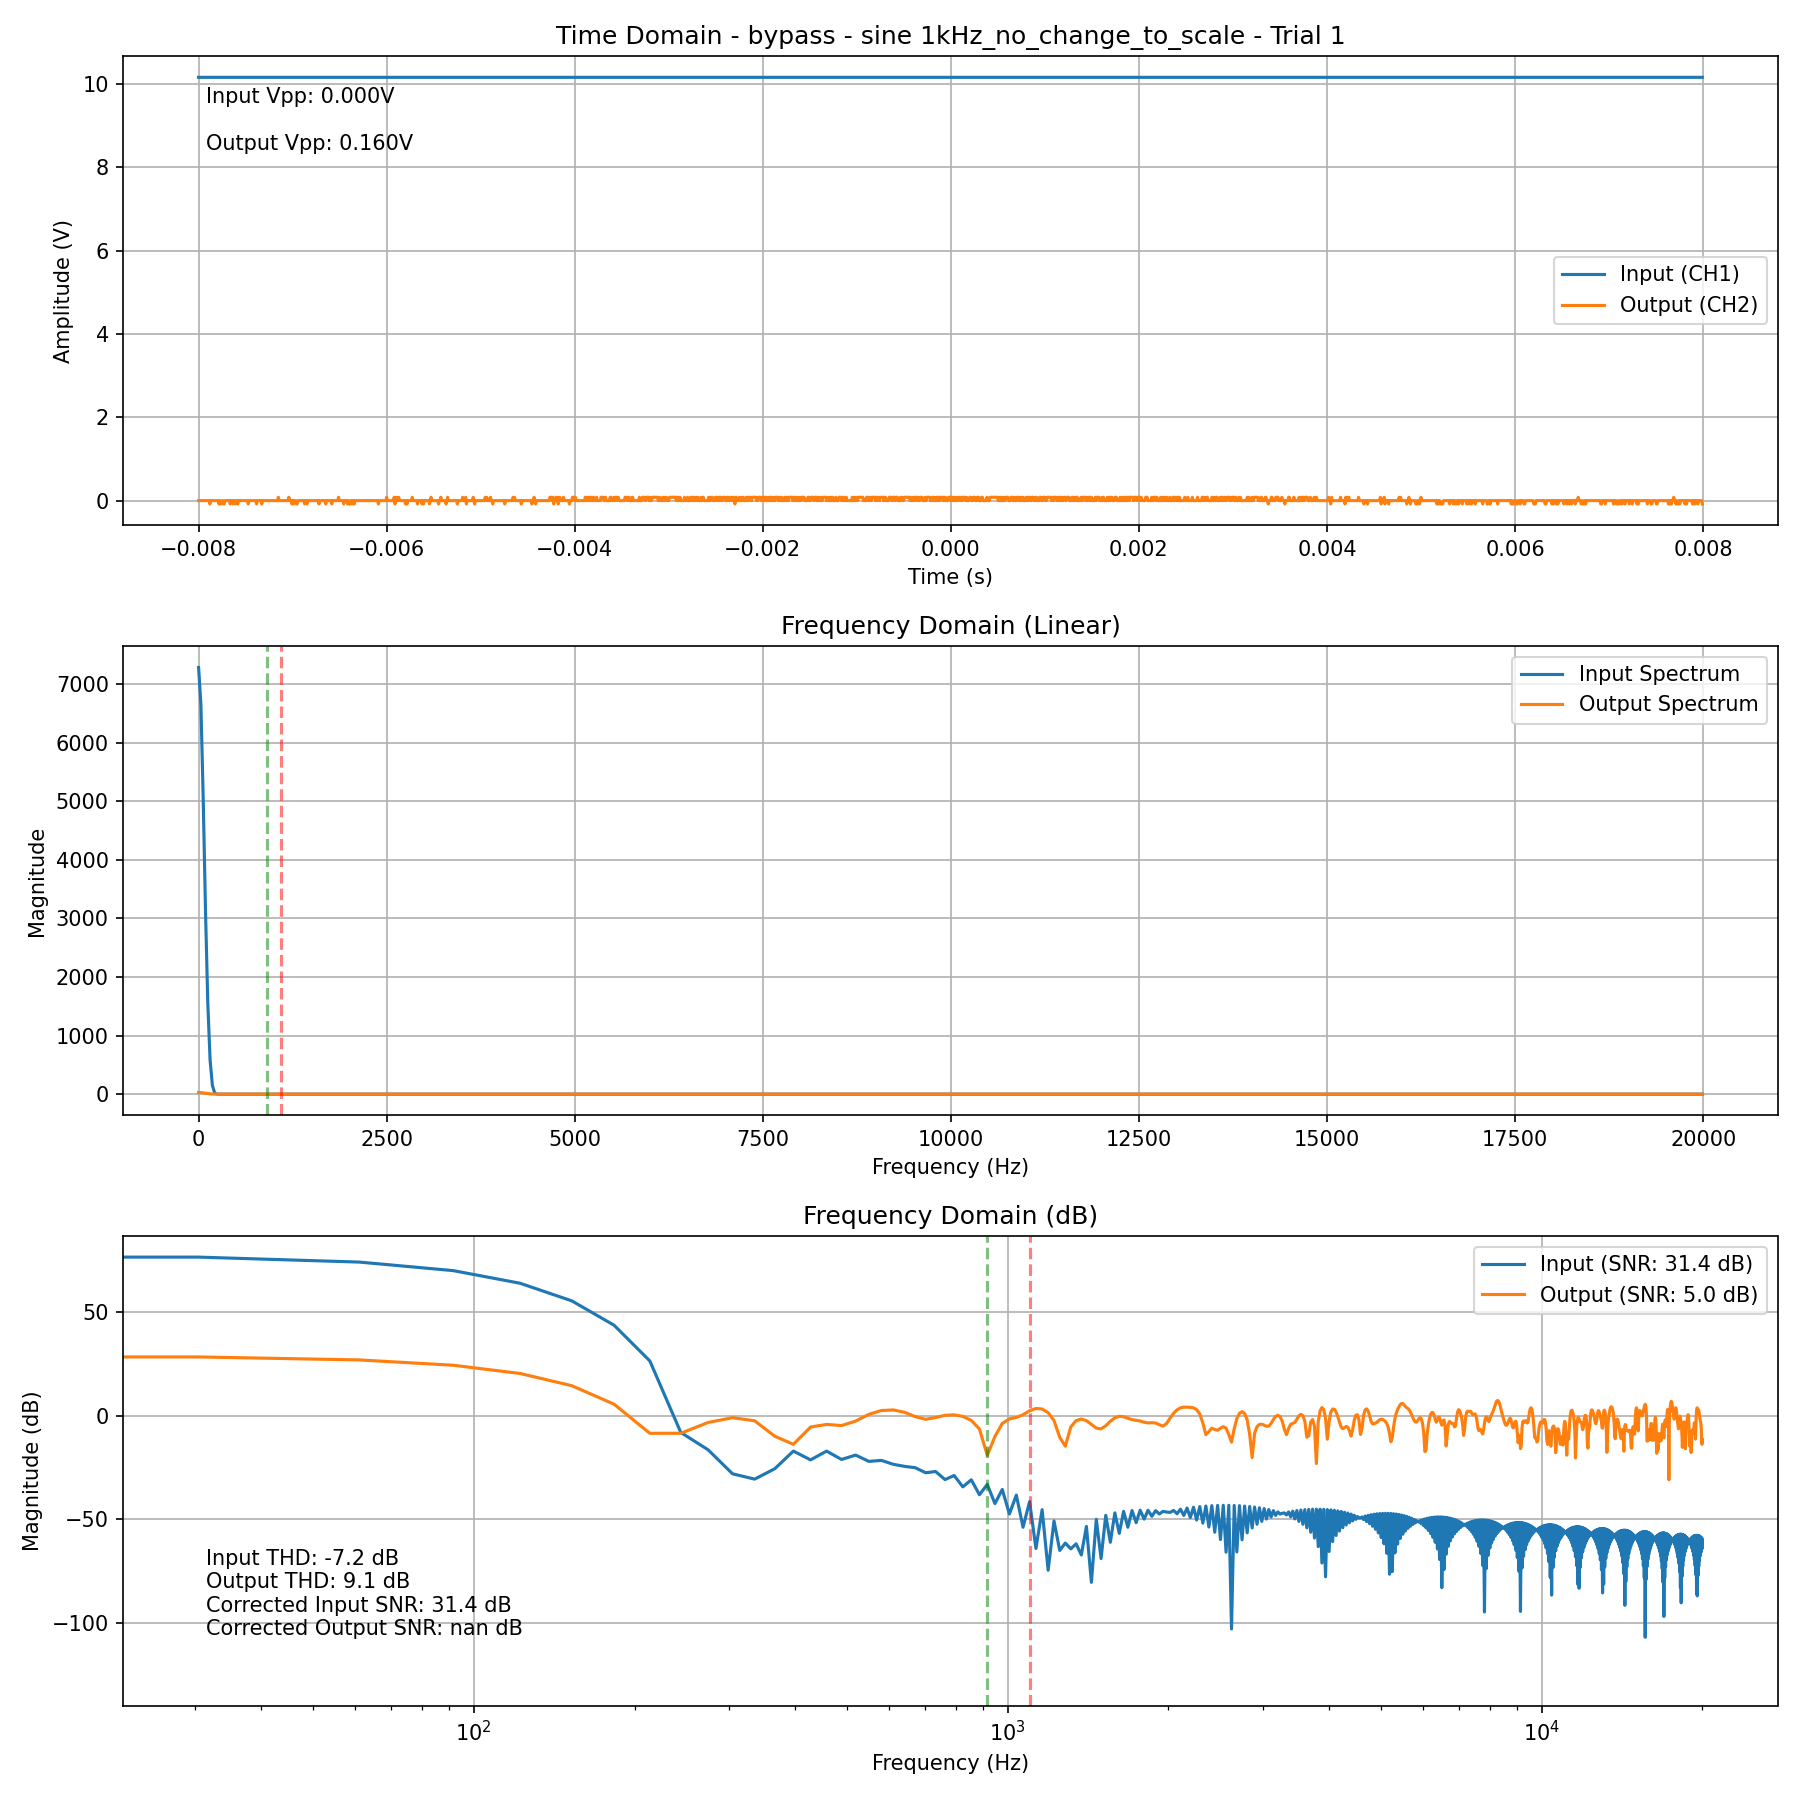 Time Domain - bypass - sine 1kHz_no_change_to_scale - Trial 1
Amplitude (V)
10
8
6
4
2
0
Input Vpp: 0.000V
Output Vpp: 0.160V
Input (CH1)
Output (CH2)
−0.008 −0.006 −0.004 −0.002 0.000 0.002 0.004 0.006 0.008
Time (s)
Frequency Domain (Linear)
Magnitude
7000
6000
5000
4000
3000
2000
1000
0
Input Spectrum
Output Spectrum
0 2500 5000 7500 10000 12500 15000 17500 20000
Frequency (Hz)
Frequency Domain (dB)
Magnitude (dB)
50
0
−50
−100
Input (SNR: 31.4 dB)
Output (SNR: 5.0 dB)
Input THD: -7.2 dB
Output THD: 9.1 dB
Corrected Input SNR: 31.4 dB
Corrected Output SNR: nan dB
10² 10³ 10⁴
Frequency (Hz)